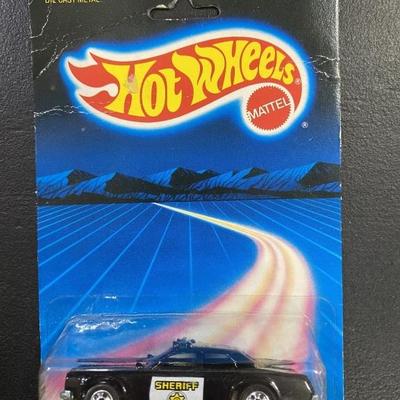 DIE CAST METAL
HOT WHEELS®
MATTEL
®
SHERIFF